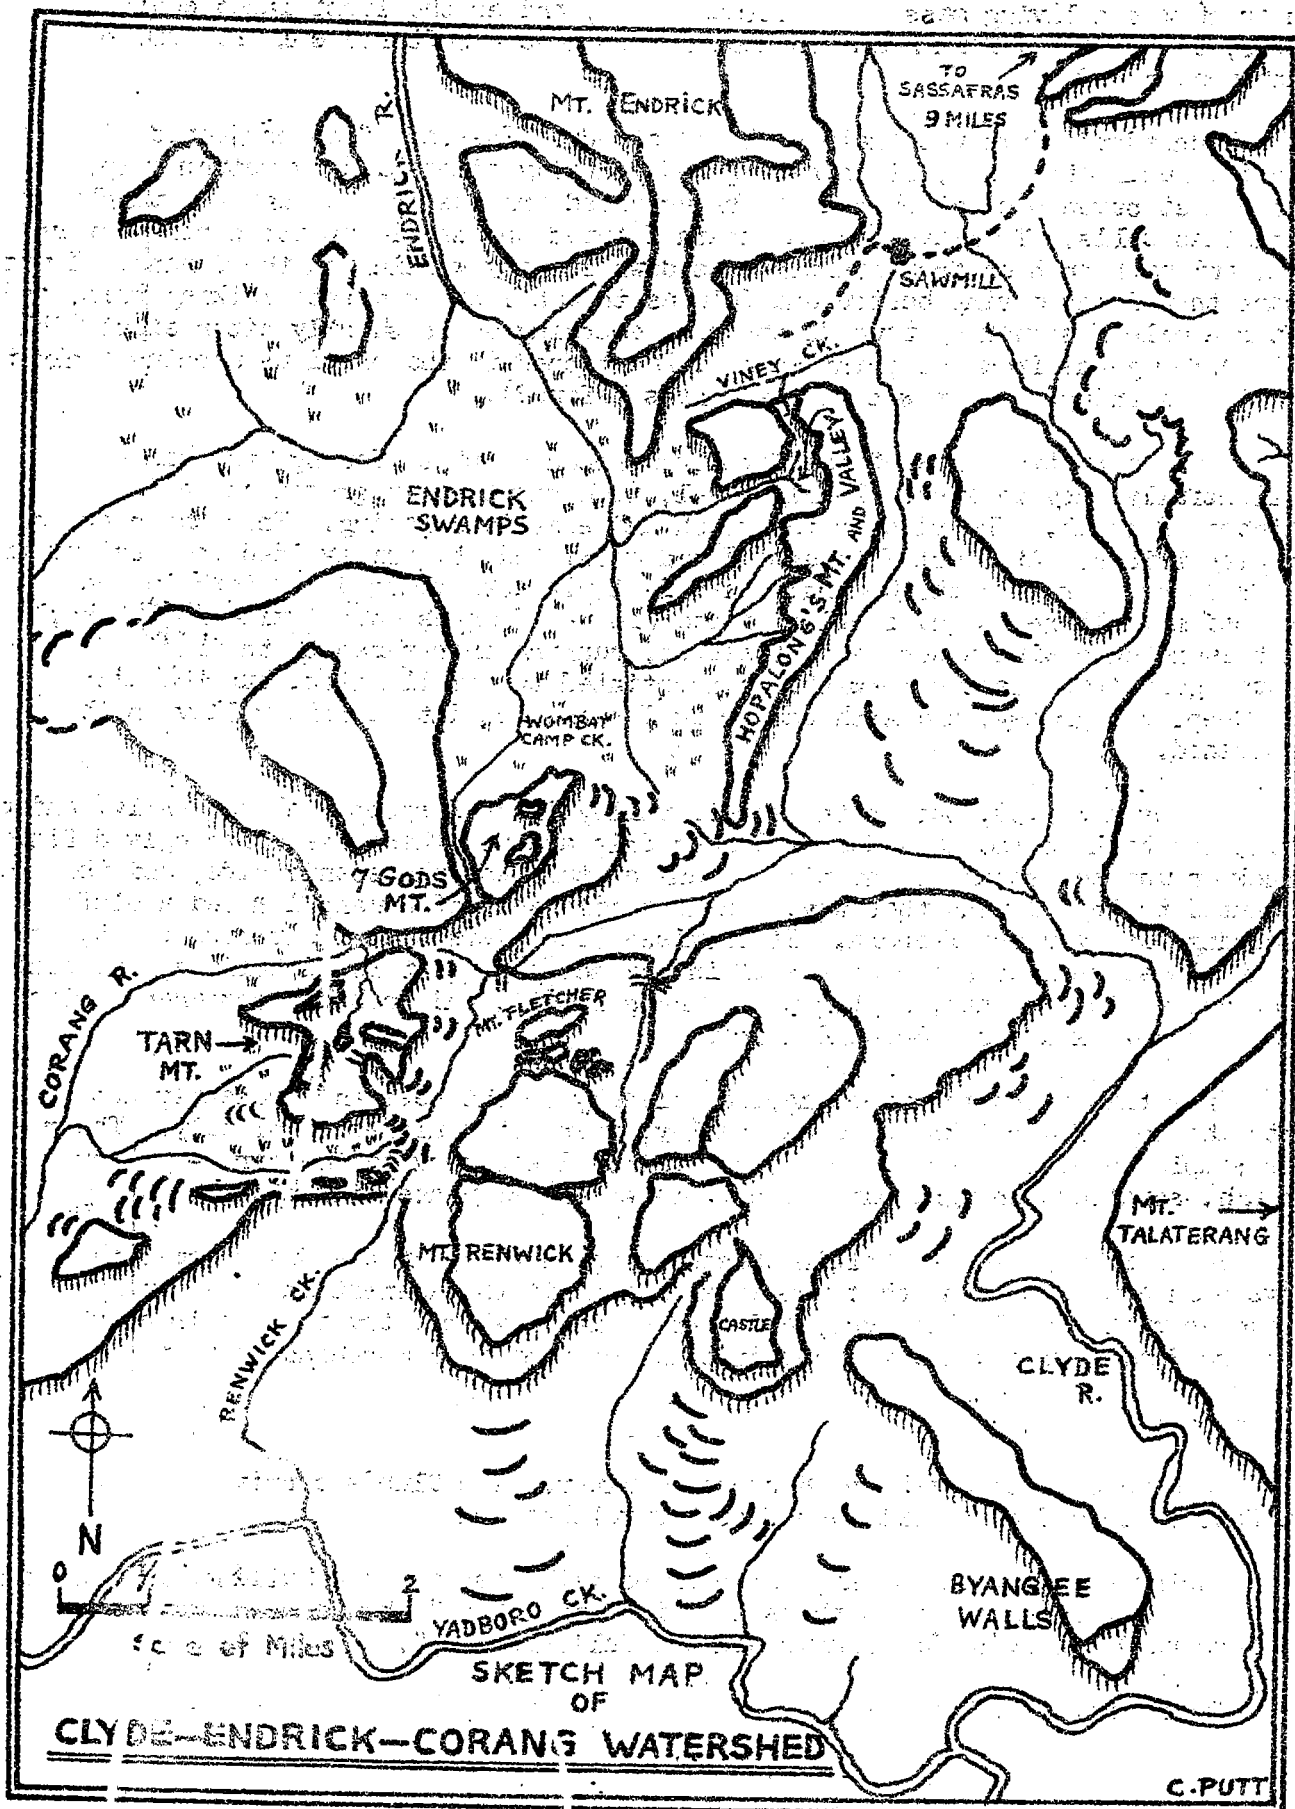 TO
SASSAFRAS
9 MILES
MT. ENDRICK
ENDRICK R.
SAWMILL
VINEY CK.
ENDRICK
SWAMPS
HOPALONG'S MT. AND VALLEY
WOMBAT
CAMP CK.
7 GODS
MT.
CORANG R.
MT. FLETCHER
TARN
MT.
MT.
TALATERANG
MT. RENWICK
RENWICK CK.
CASTLE
CLYDE
R.
N
0
2
of Miles
BYANGEE
WALLS
YADBORO CK.
SKETCH MAP
OF
CLYDE–ENDRICK–CORANG WATERSHED
C. PUTT